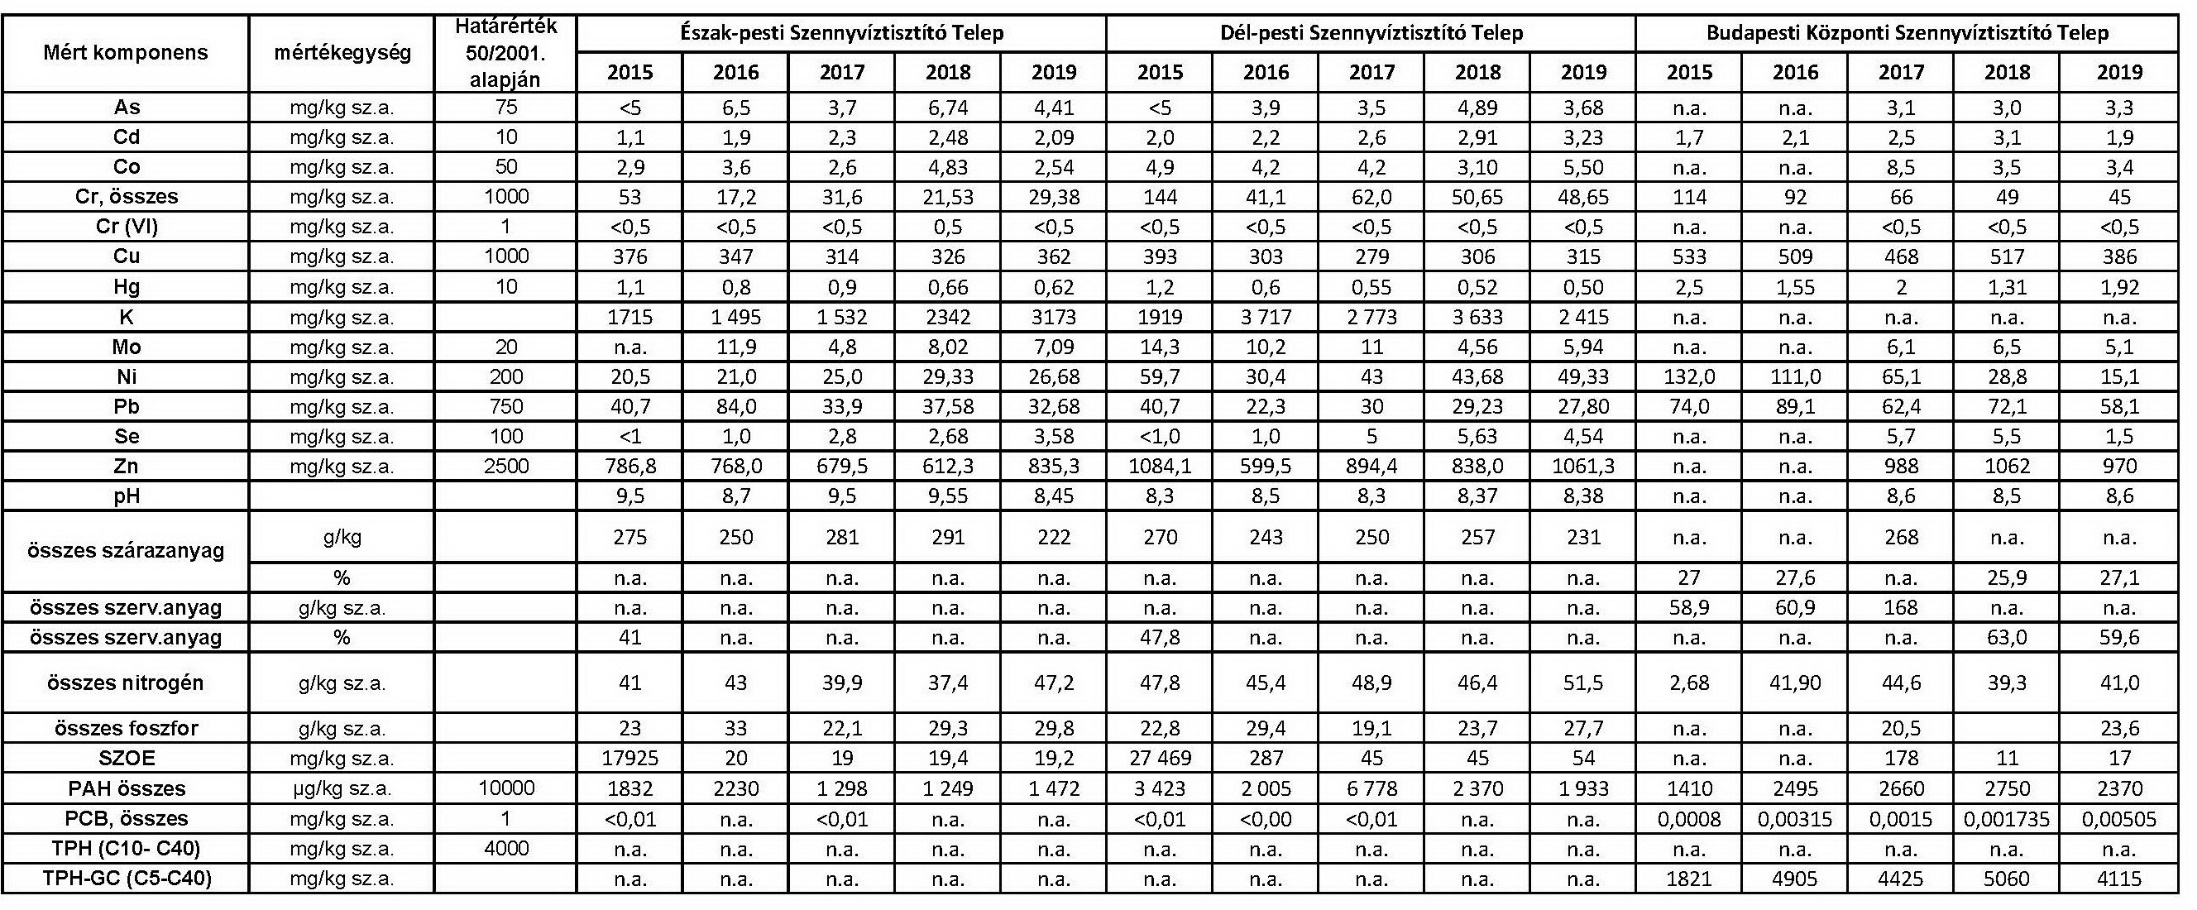 Mért komponens mértékegység Határérték 50/2001. alapján Észak-pesti Szennyvíztisztító Telep Dél-pesti Szennyvíztisztító Telep Budapesti Központi Szennyvíztisztító Telep
2015 2016 2017 2018 2019 2015 2016 2017 2018 2019 2015 2016 2017 2018 2019
As mg/kg sz.a. 75 <5 6,5 3,7 6,74 4,41 <5 3,9 3,5 4,89 3,68 n.a. n.a. 3,1 3,0 3,3
Cd mg/kg sz.a. 10 1,1 1,9 2,3 2,48 2,09 2,0 2,2 2,6 2,91 3,23 1,7 2,1 2,5 3,1 1,9
Co mg/kg sz.a. 50 2,9 3,6 2,6 4,83 2,54 4,9 4,2 4,2 3,10 5,50 n.a. n.a. 8,5 3,5 3,4
Cr, összes mg/kg sz.a. 1000 53 17,2 31,6 21,53 29,38 144 41,1 62,0 50,65 48,65 114 92 66 49 45
Cr (VI) mg/kg sz.a. 1 <0,5 <0,5 <0,5 0,5 <0,5 <0,5 <0,5 <0,5 <0,5 <0,5 n.a. n.a. <0,5 <0,5 <0,5
Cu mg/kg sz.a. 1000 376 347 314 326 362 393 303 279 306 315 533 509 468 517 386
Hg mg/kg sz.a. 10 1,1 0,8 0,9 0,66 0,62 1,2 0,6 0,55 0,52 0,50 2,5 1,55 2 1,31 1,92
K mg/kg sz.a. 1715 1 495 1 532 2342 3173 1919 3 717 2 773 3 633 2 415 n.a. n.a. n.a. n.a. n.a.
Mo mg/kg sz.a. 20 n.a. 11,9 4,8 8,02 7,09 14,3 10,2 11 4,56 5,94 n.a. n.a. 6,1 6,5 5,1
Ni mg/kg sz.a. 200 20,5 21,0 25,0 29,33 26,68 59,7 30,4 43 43,68 49,33 132,0 111,0 65,1 28,8 15,1
Pb mg/kg sz.a. 750 40,7 84,0 33,9 37,58 32,68 40,7 22,3 30 29,23 27,80 74,0 89,1 62,4 72,1 58,1
Se mg/kg sz.a. 100 <1 1,0 2,8 2,68 3,58 <1,0 1,0 5 5,63 4,54 n.a. n.a. 5,7 5,5 1,5
Zn mg/kg sz.a. 2500 786,8 768,0 679,5 612,3 835,3 1084,1 599,5 894,4 838,0 1061,3 n.a. n.a. 988 1062 970
pH 9,5 8,7 9,5 9,55 8,45 8,3 8,5 8,3 8,37 8,38 n.a. n.a. 8,6 8,5 8,6
összes szárazanyag g/kg 275 250 281 291 222 270 243 250 257 231 n.a. n.a. 268 n.a. n.a.
% n.a. n.a. n.a. n.a. n.a. n.a. n.a. n.a. n.a. n.a. 27 27,6 n.a. 25,9 27,1
összes szerv.anyag g/kg sz.a. n.a. n.a. n.a. n.a. n.a. n.a. n.a. n.a. n.a. n.a. 58,9 60,9 168 n.a. n.a.
összes szerv.anyag % 41 n.a. n.a. n.a. n.a. 47,8 n.a. n.a. n.a. n.a. n.a. n.a. n.a. 63,0 59,6
összes nitrogén g/kg sz.a. 41 43 39,9 37,4 47,2 47,8 45,4 48,9 46,4 51,5 2,68 41,90 44,6 39,3 41,0
összes foszfor g/kg sz.a. 23 33 22,1 29,3 29,8 22,8 29,4 19,1 23,7 27,7 n.a. n.a. 20,5 23,6
SZOE mg/kg sz.a. 17925 20 19 19,4 19,2 27 469 287 45 45 54 n.a. n.a. 178 11 17
PAH összes µg/kg sz.a. 10000 1832 2230 1 298 1 249 1 472 3 423 2 005 6 778 2 370 1 933 1410 2495 2660 2750 2370
PCB, összes mg/kg sz.a. 1 <0,01 n.a. <0,01 n.a. n.a. <0,01 <0,00 <0,01 n.a. n.a. 0,0008 0,00315 0,0015 0,001735 0,00505
TPH (C10- C40) mg/kg sz.a. 4000 n.a. n.a. n.a. n.a. n.a. n.a. n.a. n.a. n.a. n.a. n.a. n.a. n.a. n.a. n.a.
TPH-GC (C5-C40) mg/kg sz.a. n.a. n.a. n.a. n.a. n.a. n.a. n.a. n.a. n.a. n.a. 1821 4905 4425 5060 4115